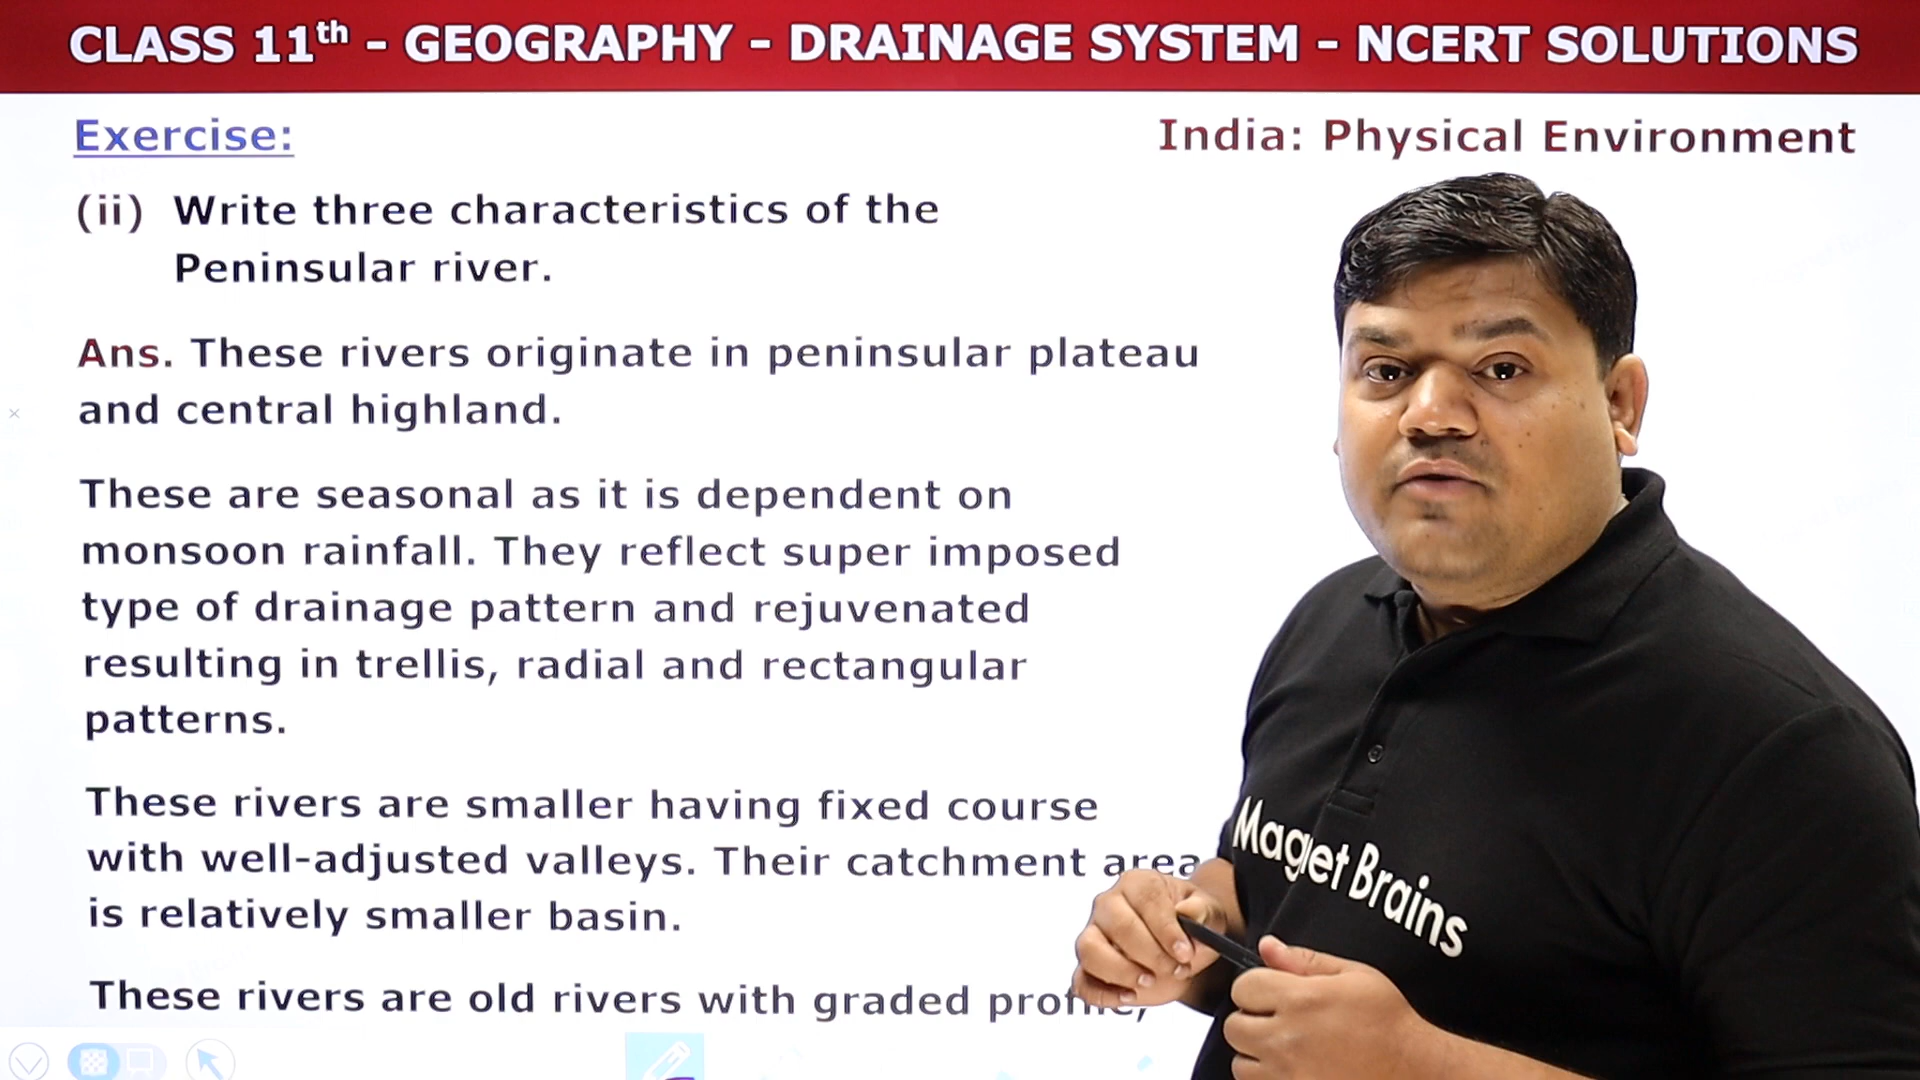 CLASS 11th - GEOGRAPHY - DRAINAGE SYSTEM - NCERT SOLUTIONS
Exercise:
India: Physical Environment
(ii) Write three characteristics of the
Peninsular river.
Ans. These rivers originate in peninsular plateau
and central highland.
These are seasonal as it is dependent on
monsoon rainfall. They reflect super imposed
type of drainage pattern and rejuvenated
resulting in trellis, radial and rectangular
patterns.
These rivers are smaller having fixed course
with well-adjusted valleys. Their catchment area
is relatively smaller basin.
These rivers are old rivers with graded profile,
Magnet Brains